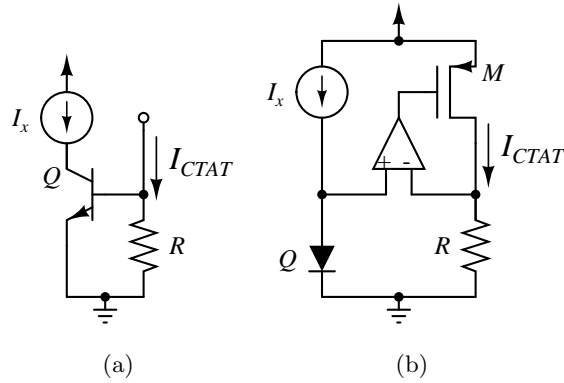 I_x
Q
I_CTAT
R
(a)
I_x
M
+ -
I_CTAT
Q
R
(b)